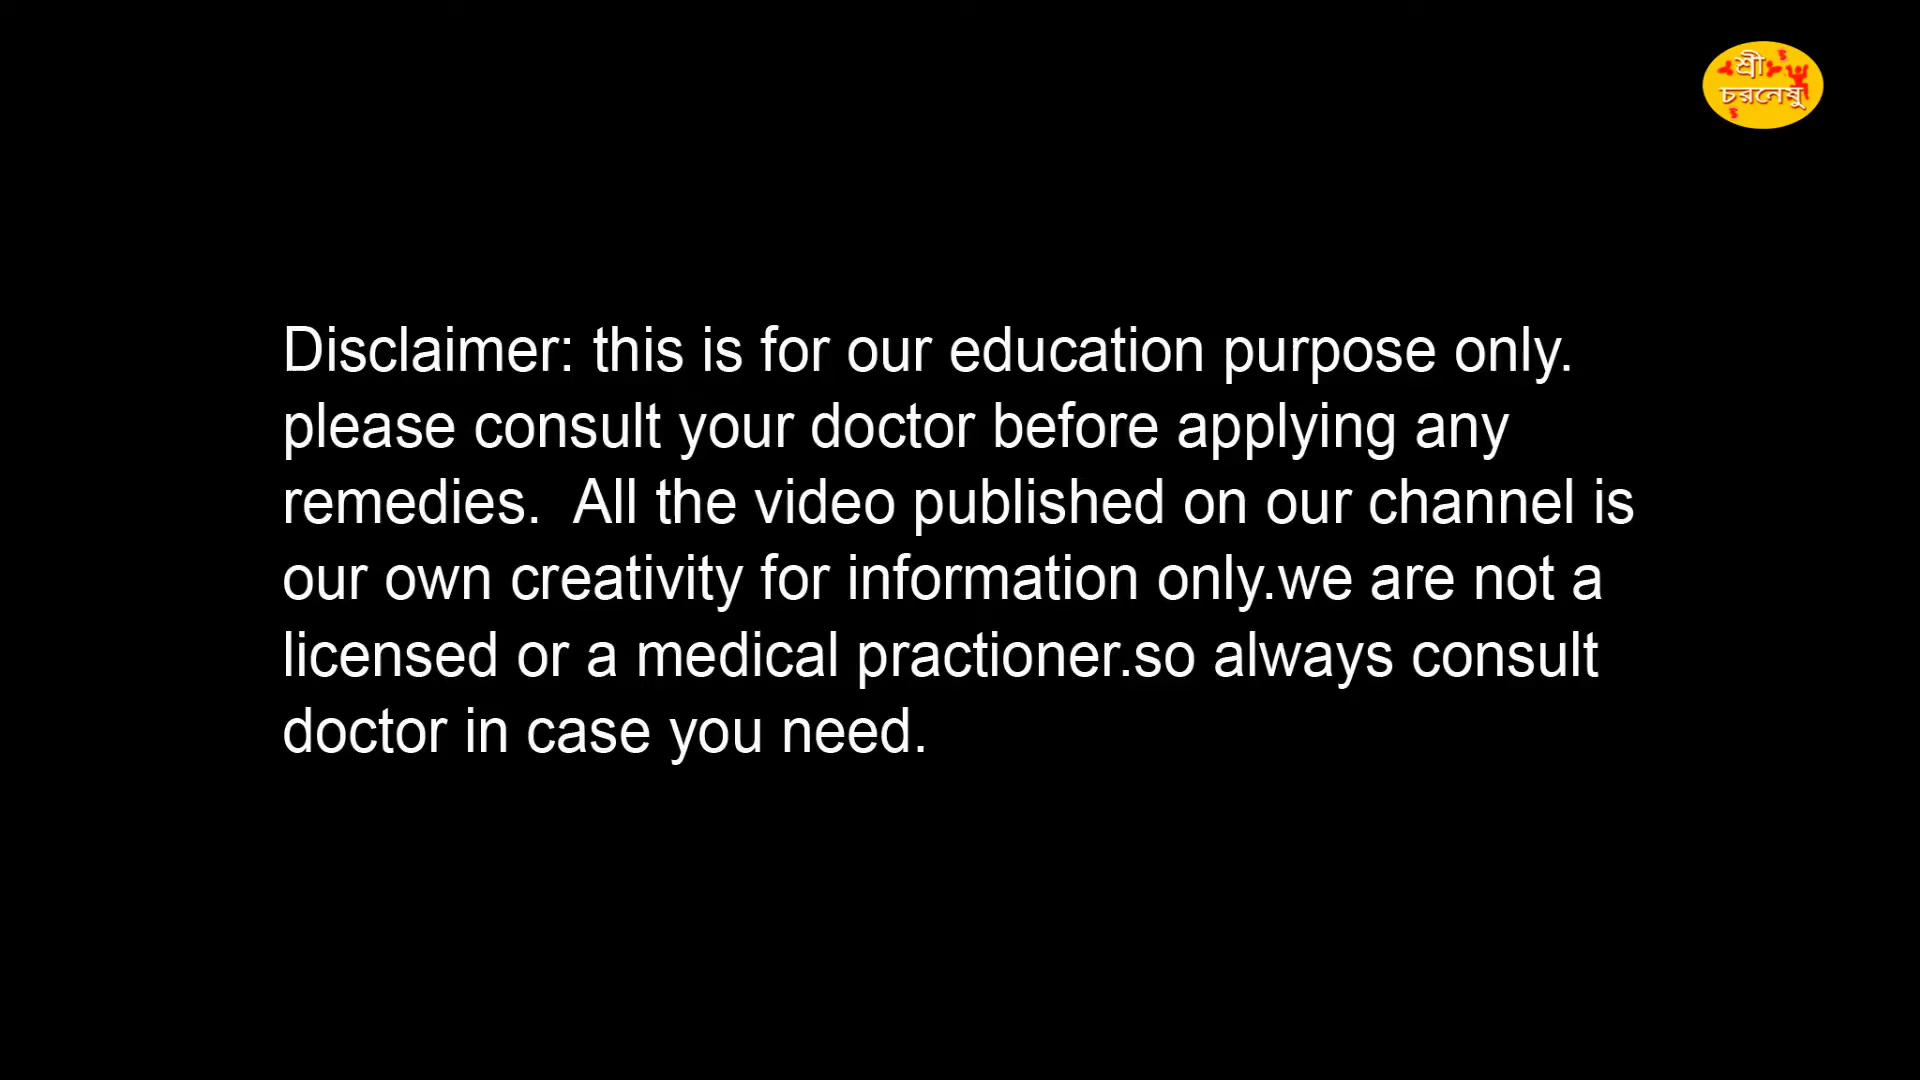 শ্রী
চরনেষু
Disclaimer: this is for our education purpose only.
please consult your doctor before applying any
remedies.  All the video published on our channel is
our own creativity for information only.we are not a
licensed or a medical practioner.so always consult
doctor in case you need.